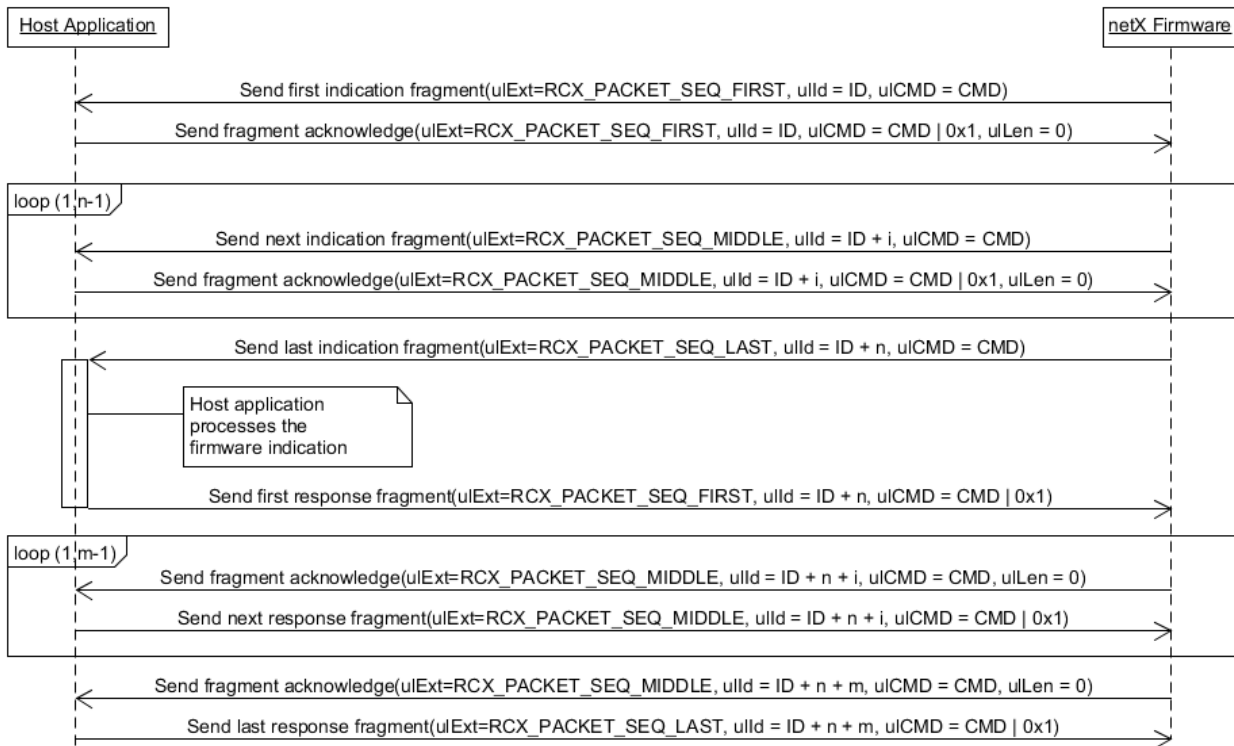 Host Application
netX Firmware
Send first indication fragment(ulExt=RCX_PACKET_SEQ_FIRST, ulId = ID, ulCMD = CMD)
Send fragment acknowledge(ulExt=RCX_PACKET_SEQ_FIRST, ulId = ID, ulCMD = CMD | 0x1, ulLen = 0)
loop (1,n-1)
Send next indication fragment(ulExt=RCX_PACKET_SEQ_MIDDLE, ulId = ID + i, ulCMD = CMD)
Send fragment acknowledge(ulExt=RCX_PACKET_SEQ_MIDDLE, ulId = ID + i, ulCMD = CMD | 0x1, ulLen = 0)
Send last indication fragment(ulExt=RCX_PACKET_SEQ_LAST, ulId = ID + n, ulCMD = CMD)
Host application
processes the
firmware indication
Send first response fragment(ulExt=RCX_PACKET_SEQ_FIRST, ulId = ID + n, ulCMD = CMD | 0x1)
loop (1,m-1)
Send fragment acknowledge(ulExt=RCX_PACKET_SEQ_MIDDLE, ulId = ID + n + i, ulCMD = CMD, ulLen = 0)
Send next response fragment(ulExt=RCX_PACKET_SEQ_MIDDLE, ulId = ID + n + i, ulCMD = CMD | 0x1)
Send fragment acknowledge(ulExt=RCX_PACKET_SEQ_MIDDLE, ulId = ID + n + m, ulCMD = CMD, ulLen = 0)
Send last response fragment(ulExt=RCX_PACKET_SEQ_LAST, ulId = ID + n + m, ulCMD = CMD | 0x1)